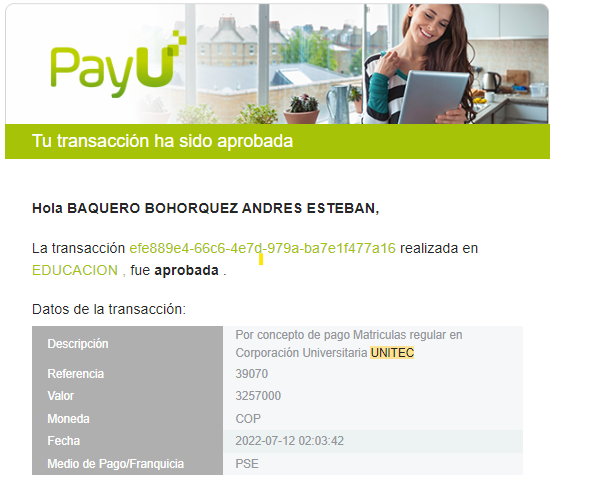 PayU
Tu transacción ha sido aprobada
Hola BAQUERO BOHORQUEZ ANDRES ESTEBAN,
La transacción efe889e4-66c6-4e7d-979a-ba7e1f477a16 realizada en
EDUCACION , fue aprobada .
Datos de la transacción:
Descripción Por concepto de pago Matriculas regular en
Corporación Universitaria UNITEC
Referencia 39070
Valor 3257000
Moneda COP
Fecha 2022-07-12 02:03:42
Medio de Pago/Franquicia PSE